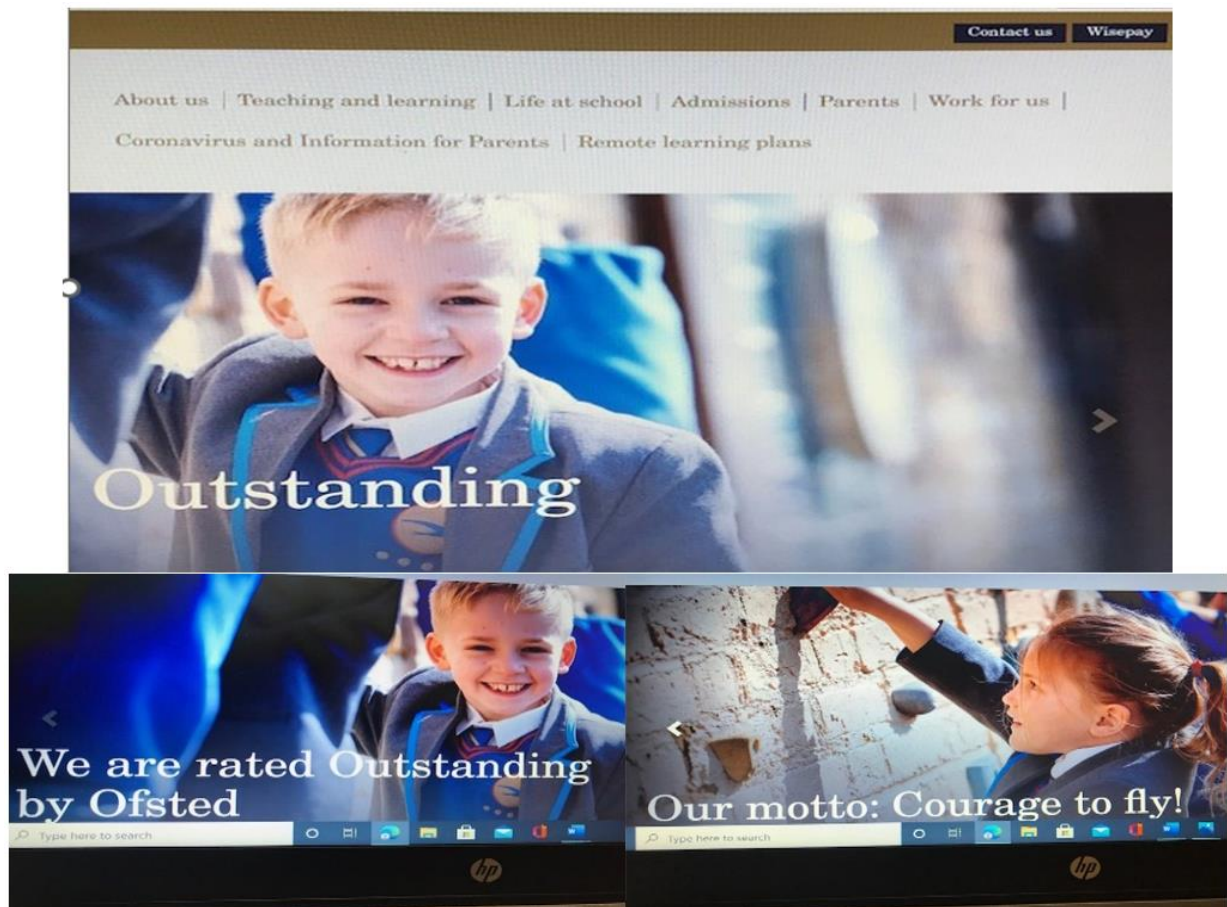 Contact us Wisepay
About us | Teaching and learning | Life at school | Admissions | Parents | Work for us |
Coronavirus and Information for Parents | Remote learning plans
Outstanding
We are rated Outstanding
by Ofsted
Type here to search
hp
Our motto: Courage to fly!
Type here to search
hp